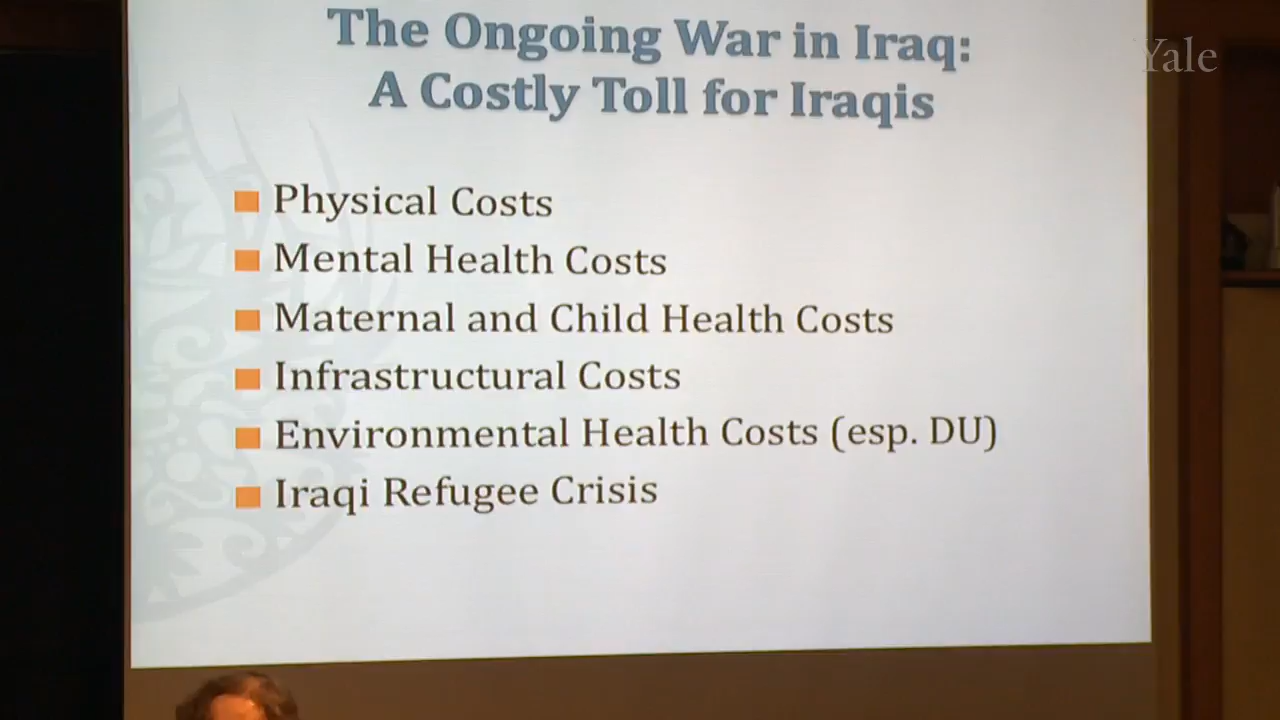 The Ongoing War in Iraq:
A Costly Toll for Iraqis
Yale
Physical Costs
Mental Health Costs
Maternal and Child Health Costs
Infrastructural Costs
Environmental Health Costs (esp. DU)
Iraqi Refugee Crisis